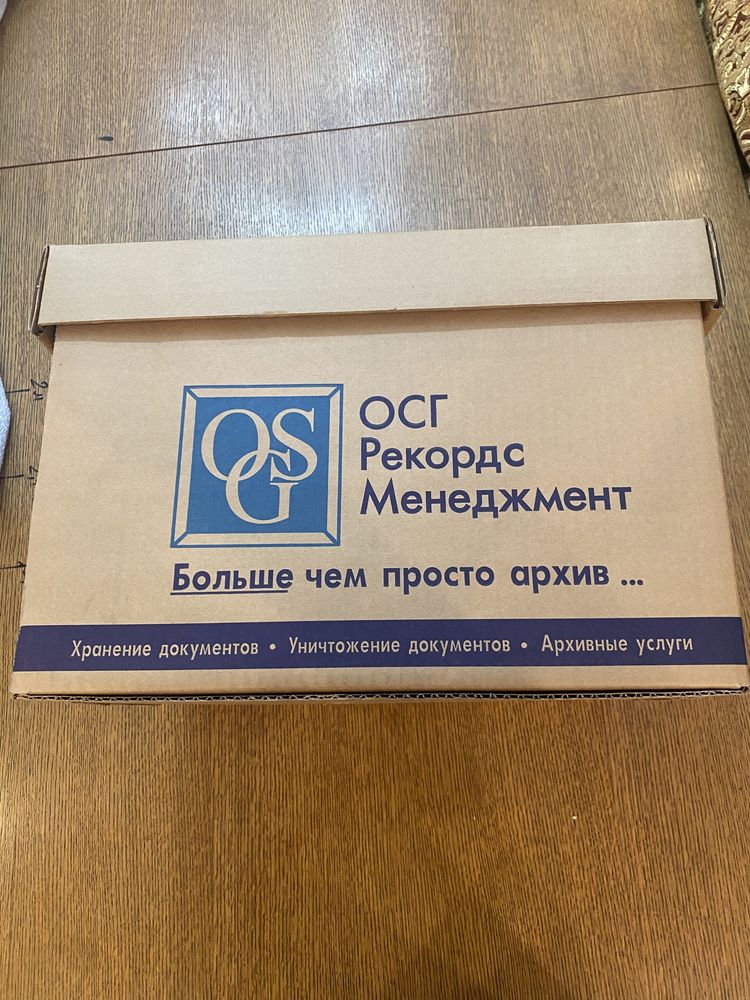 OSG
ОСГ
Рекордс
Менеджмент
Больше чем просто архив ...
Хранение документов • Уничтожение документов • Архивные услуги